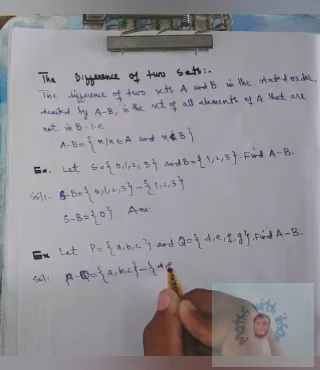 The Difference of two Sets:.
The difference of two sets A and B in the stated order,
denoted by A-B, is the set of all elements of A that are
not in B. i.e
A-B={x/x∈A and x∉B}
Ex. Let S={0,1,2,3} and B={1,2,3}. Find A-B.
Sol:- S-B={0,1,2,3}-{1,2,3}
S-B={0} Ans
Ex Let P={a,b,c} and Q={d,e,f,g}. Find A-B.
Sol: P-Q={a,b,c}-{d,e
maths with